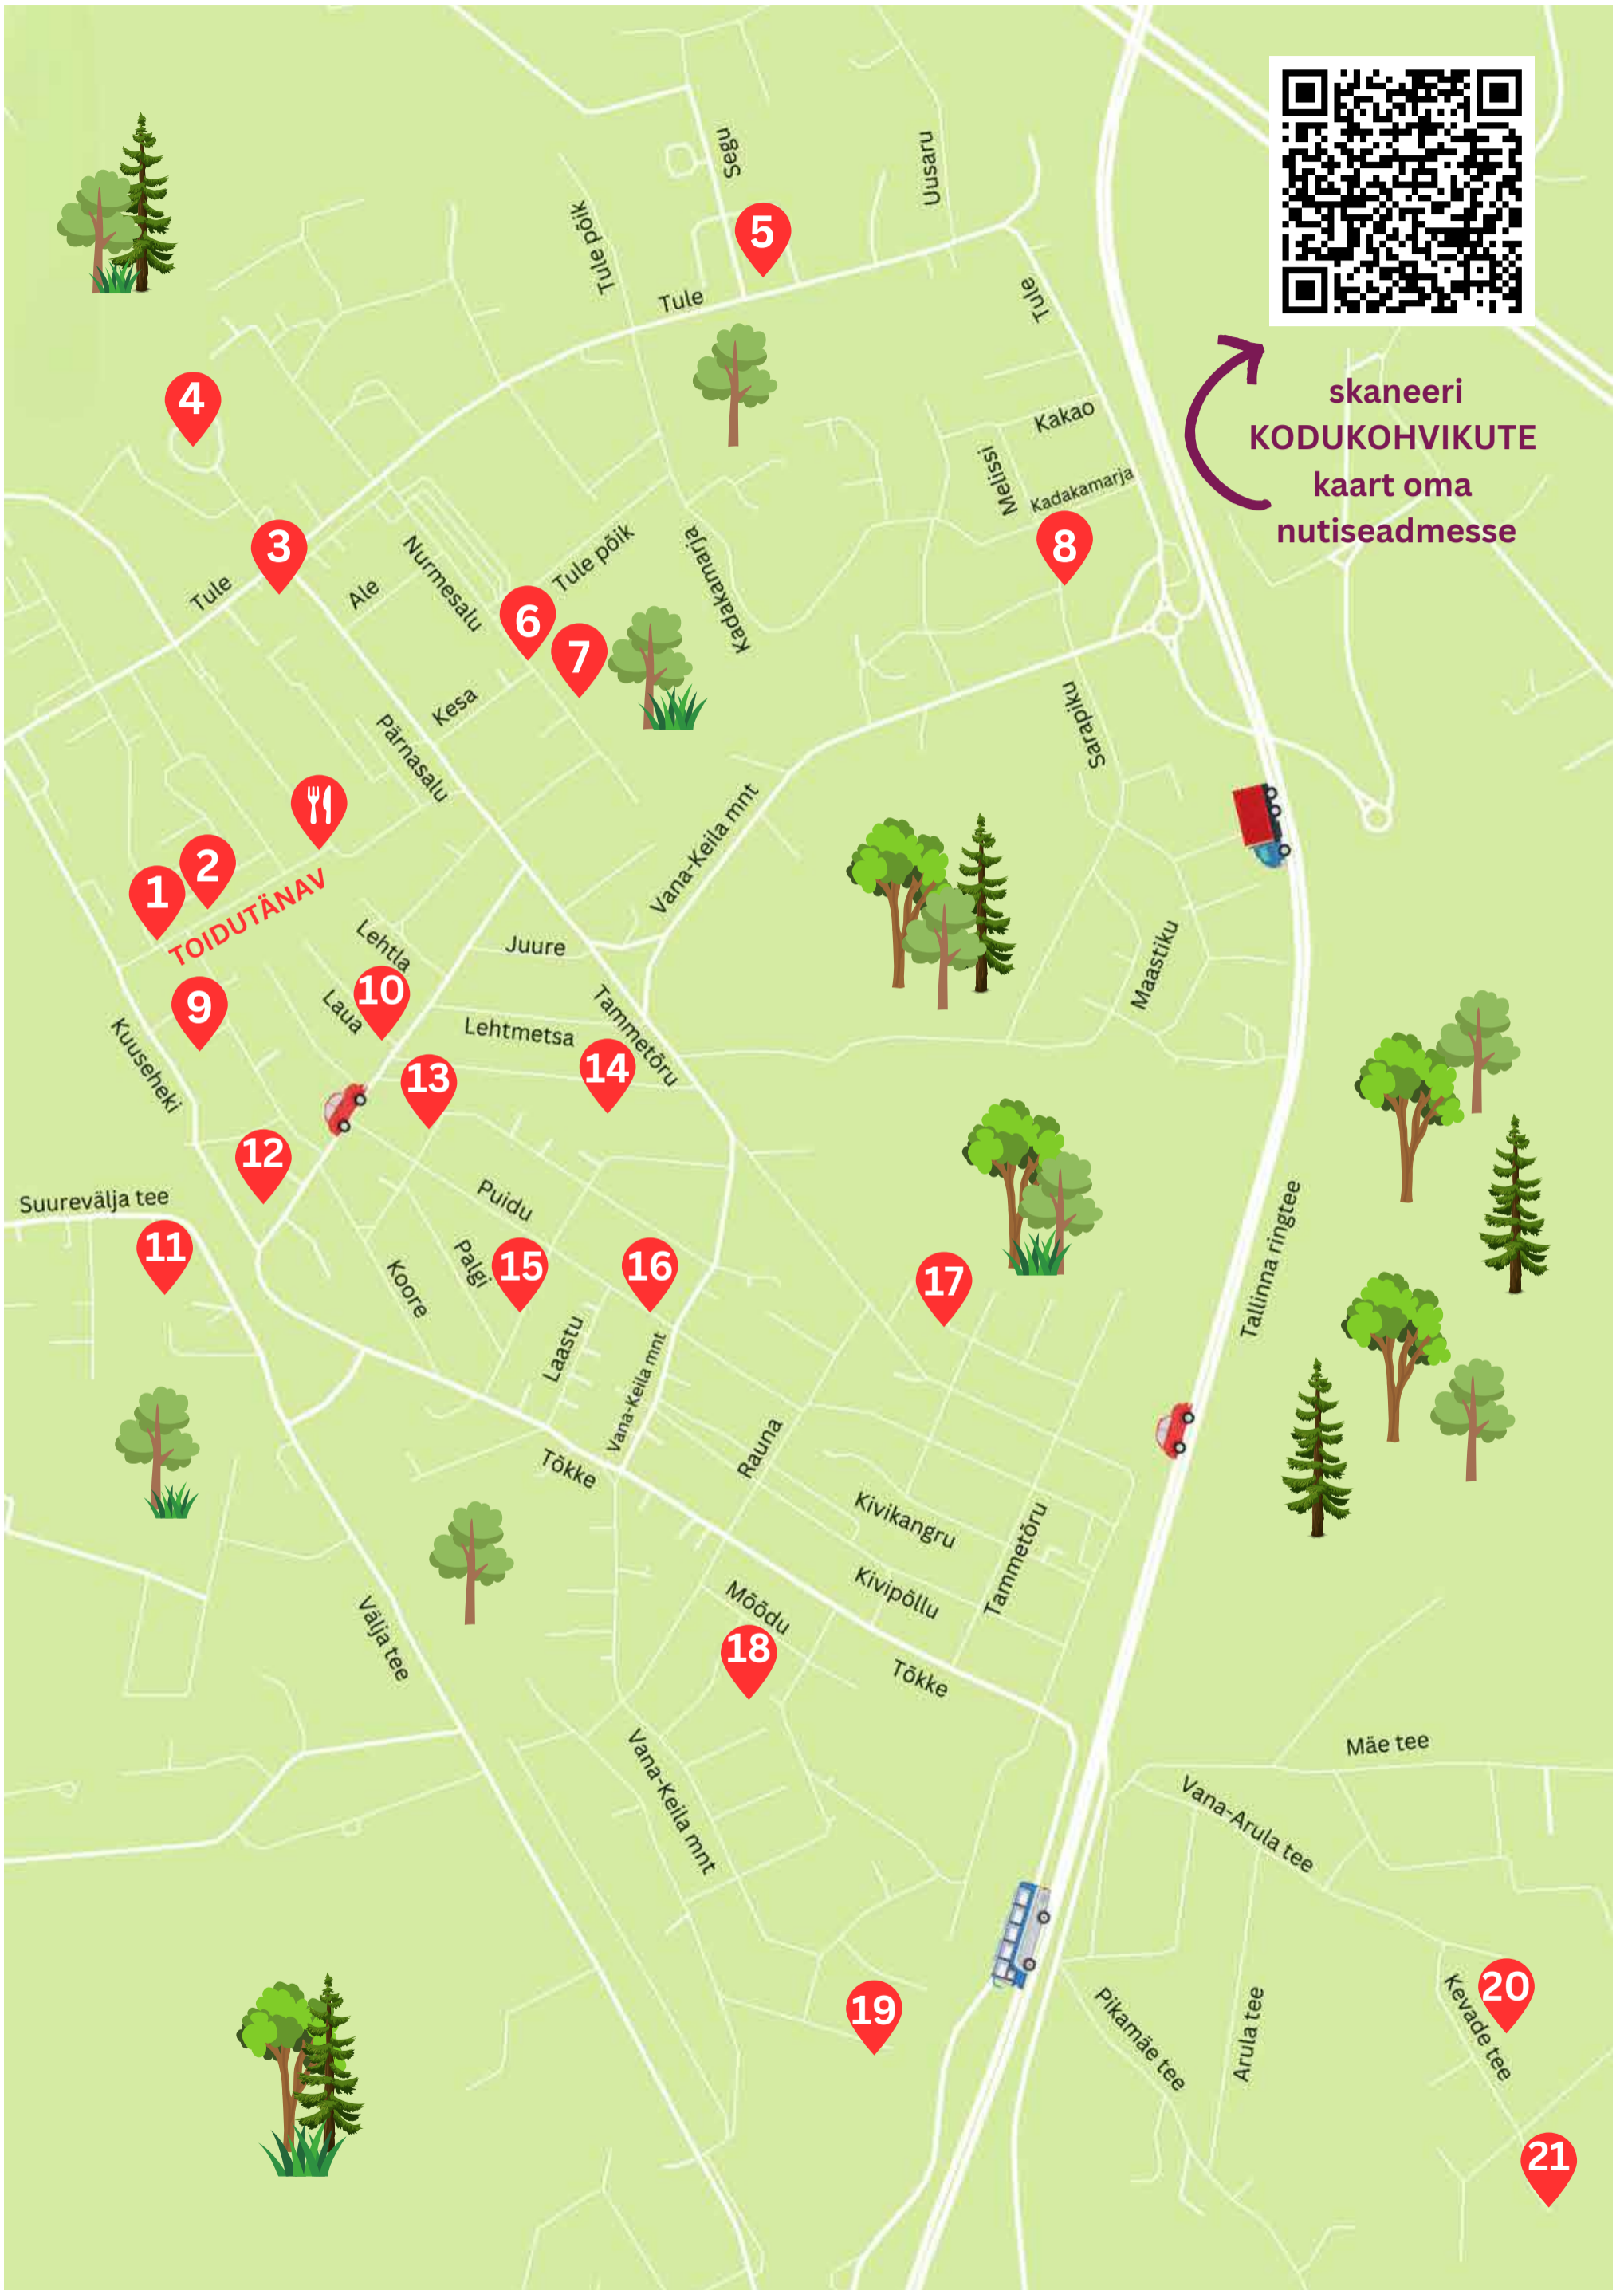 Segu
Uusaru
Tule põik
5
Tule
Tule
skaneeri
KODUKOHVIKUTE
kaart oma
nutiseadmesse
4
Kakao
Melissi
Kadakamarja
8
3
Tule
Ale
Nurmesalu
Tule põik
Kadakamarja
6
7
Kesa
Pärnasalu
Sarapiku
Vana-Keila mnt
1
2
TOIDUTÄNAV
Lehtla
Juure
Maastiku
9
Laua
10
Lehtmetsa
Tammetõru
Kuuseheki
13
14
12
Suurevälja tee
11
Puidu
Palgi
15
16
Koore
17
Tallinna ringtee
Laastu
Vana-Keila mnt
Tõkke
Rauna
Kivikangru
Tammetõru
Kivipõllu
Mõõdu
18
Tõkke
Välja tee
Vana-Keila mnt
Mäe tee
Vana-Arula tee
19
Pikamäe tee
Arula tee
Kevade tee
20
21